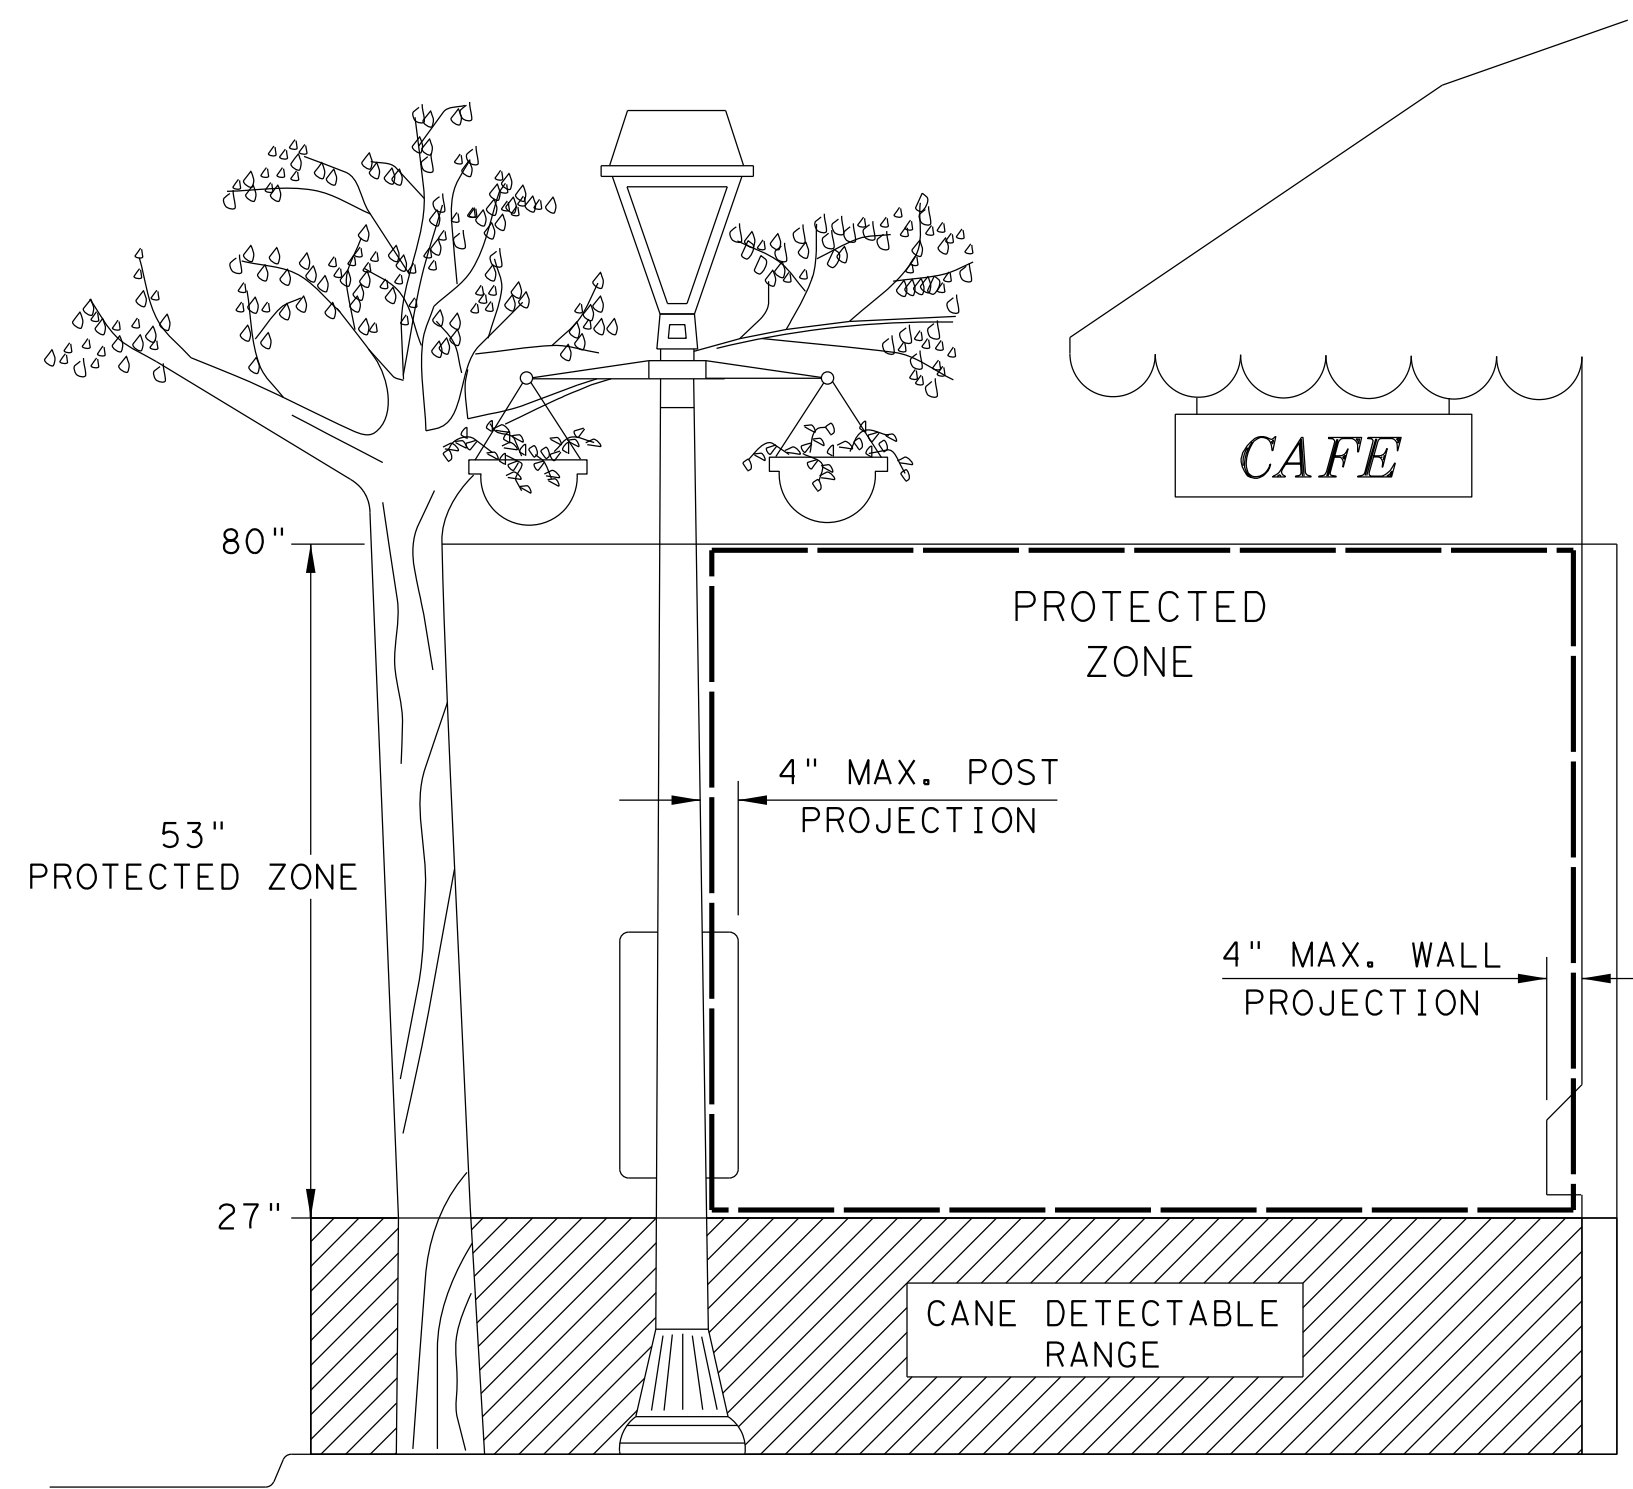 CAFE
80"
PROTECTED
ZONE
4" MAX. POST
PROJECTION
53"
PROTECTED ZONE
4" MAX. WALL
PROJECTION
27"
CANE DETECTABLE
RANGE